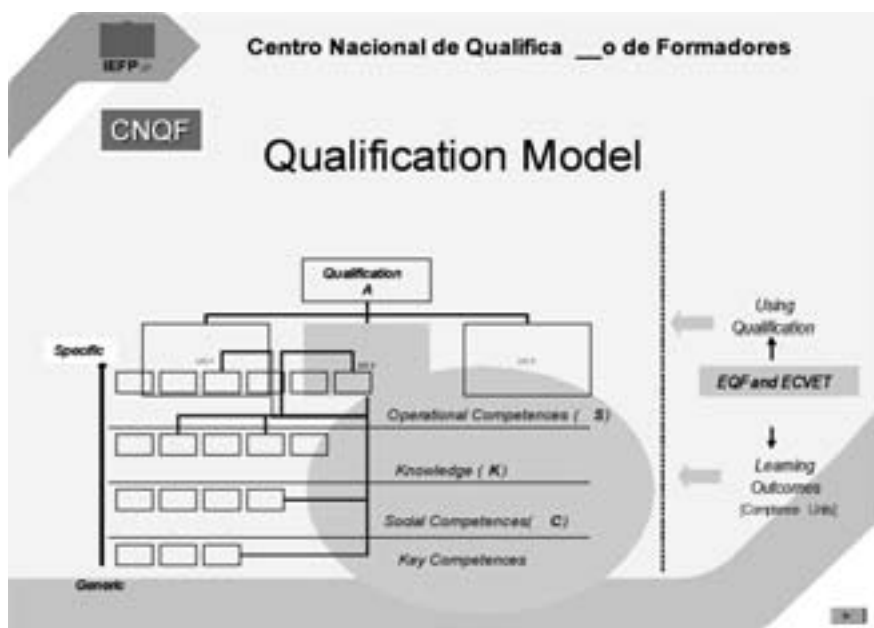 IEFP
Centro Nacional de Qualifica __o de Formadores
CNQF
Qualification Model
Qualification
A
Specific
Operational Competences ( S)
Knowledge ( K)
Social Competences( C)
Key Competences
Generic
Using
Qualification
EQF and ECVET
Learning
Outcomes
Units]